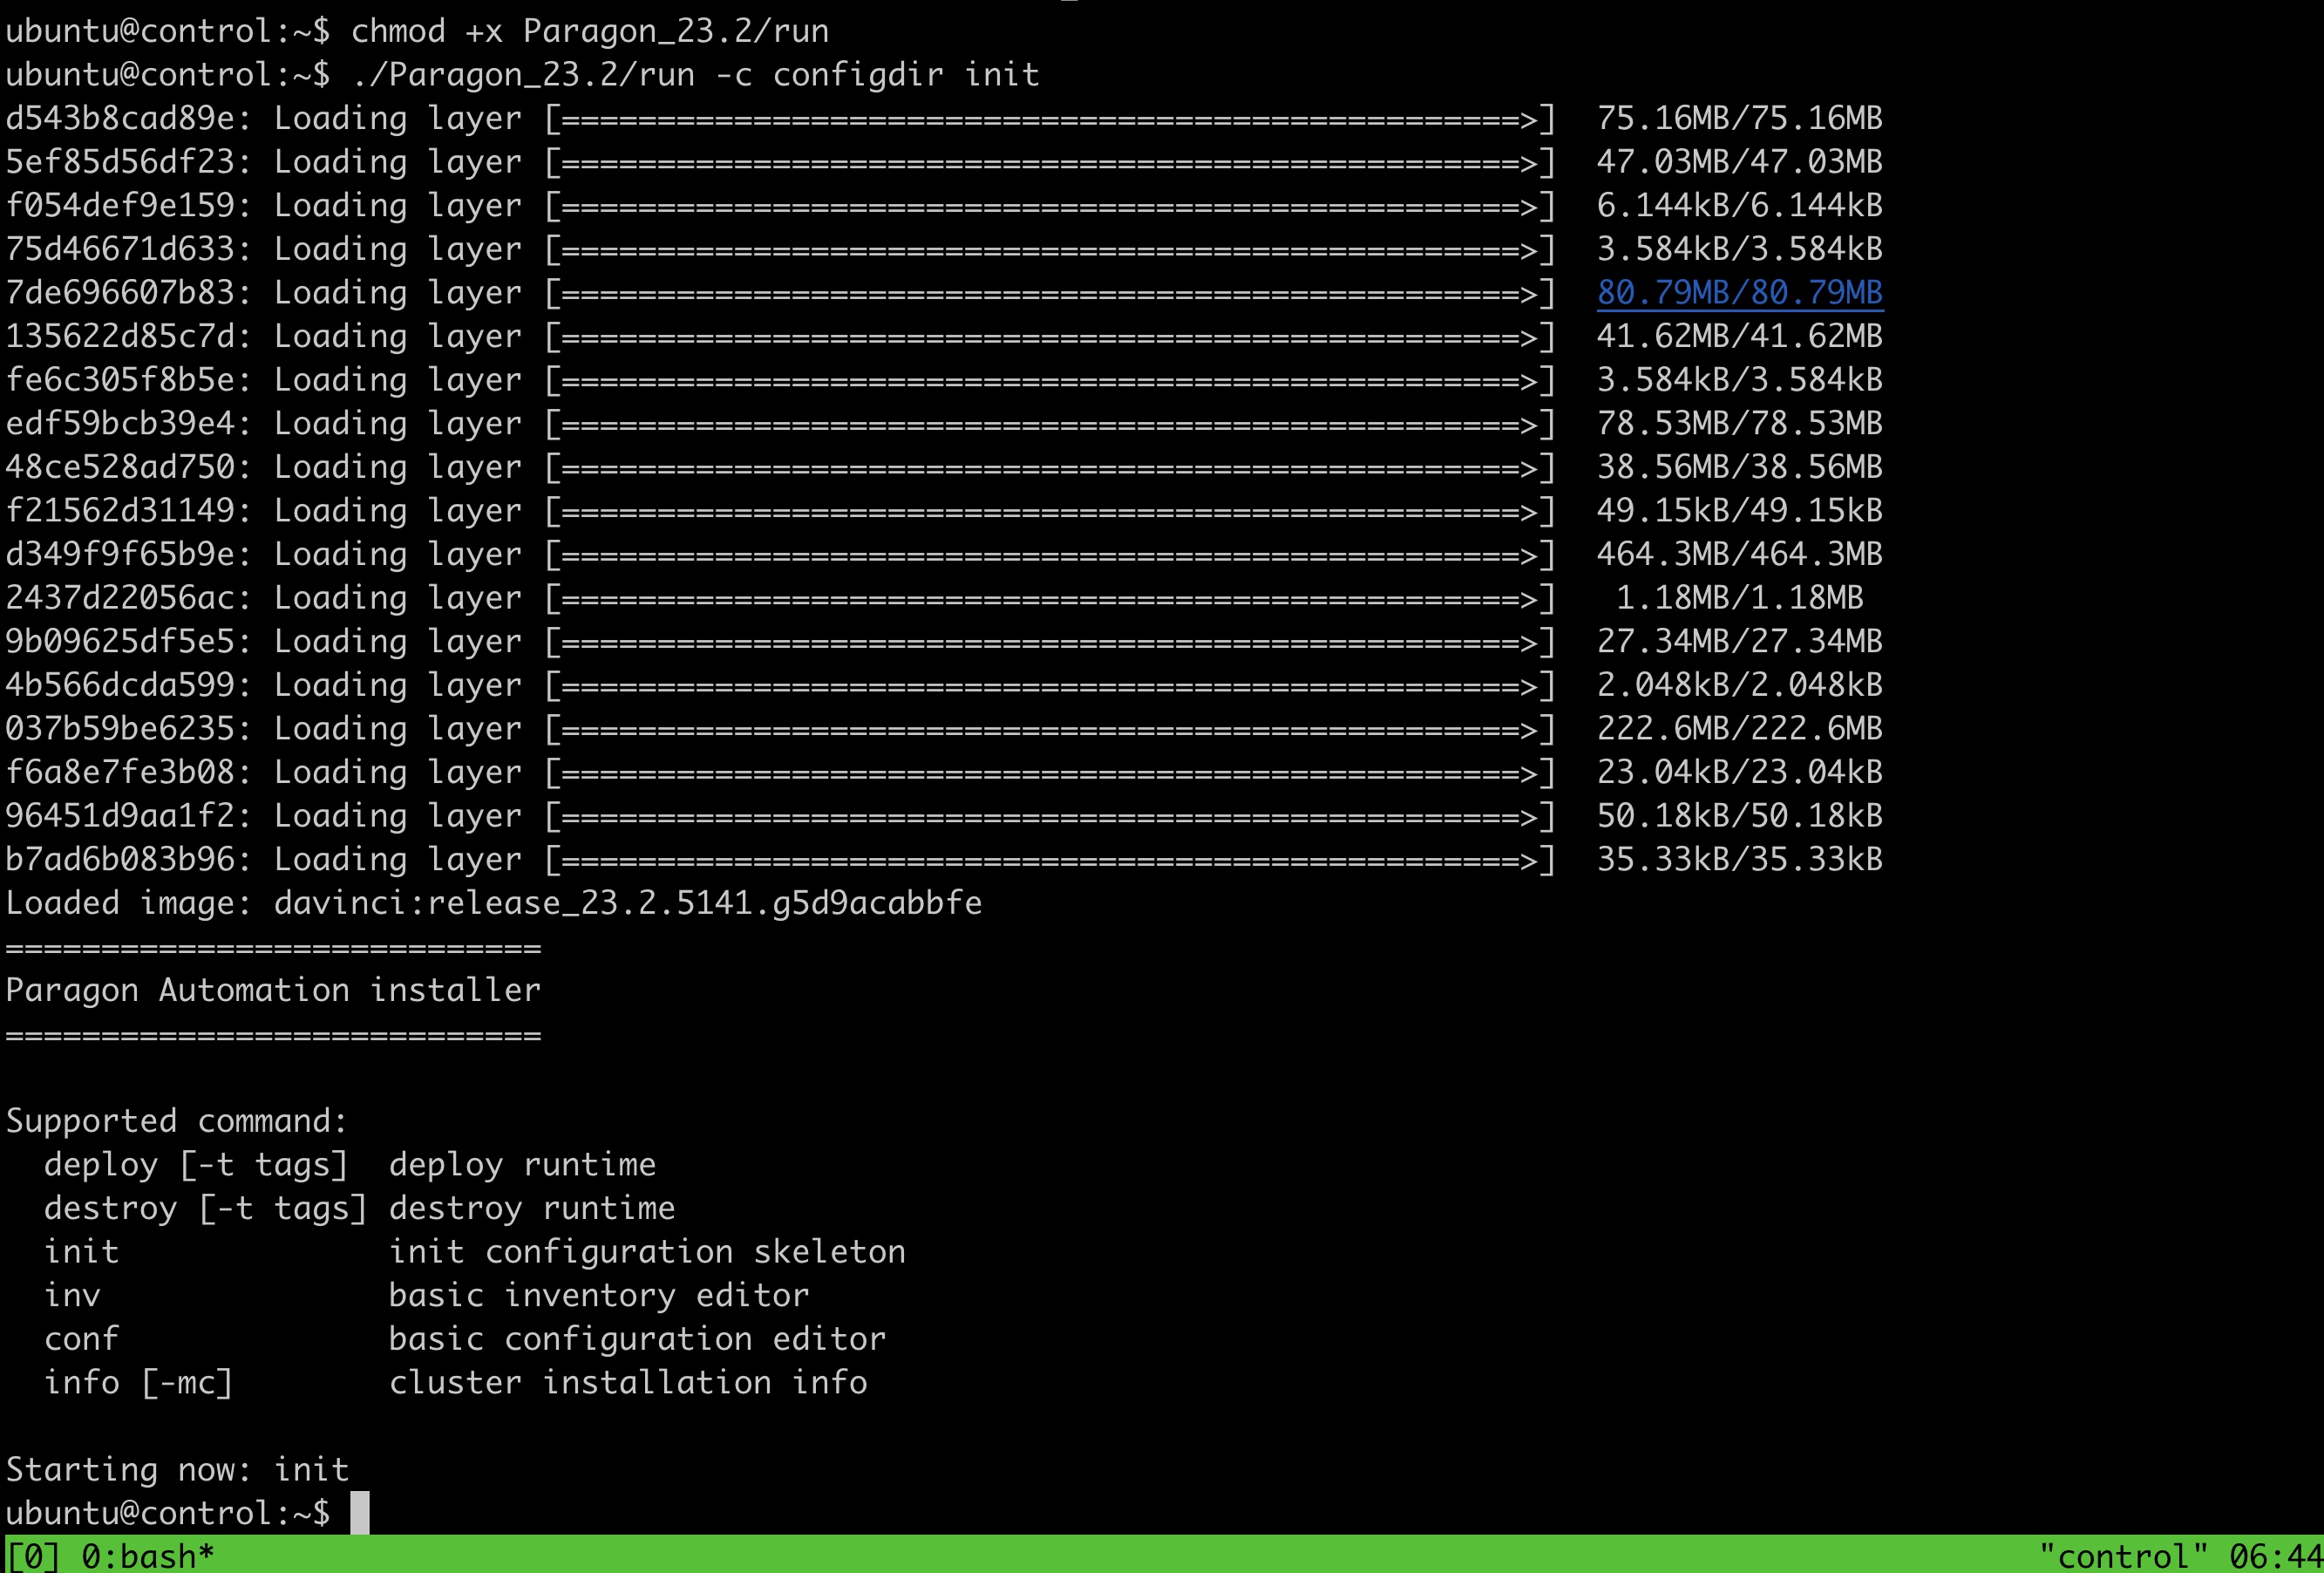 ubuntu@control:~$ chmod +x Paragon_23.2/run
ubuntu@control:~$ ./Paragon_23.2/run -c configdir init
d543b8cad89e: Loading layer [==================================================>]  75.16MB/75.16MB
5ef85d56df23: Loading layer [==================================================>]  47.03MB/47.03MB
f054def9e159: Loading layer [==================================================>]  6.144kB/6.144kB
75d46671d633: Loading layer [==================================================>]  3.584kB/3.584kB
7de696607b83: Loading layer [==================================================>]  80.79MB/80.79MB
135622d85c7d: Loading layer [==================================================>]  41.62MB/41.62MB
fe6c305f8b5e: Loading layer [==================================================>]  3.584kB/3.584kB
edf59bcb39e4: Loading layer [==================================================>]  78.53MB/78.53MB
48ce528ad750: Loading layer [==================================================>]  38.56MB/38.56MB
f21562d31149: Loading layer [==================================================>]  49.15kB/49.15kB
d349f9f65b9e: Loading layer [==================================================>]  464.3MB/464.3MB
2437d22056ac: Loading layer [==================================================>]   1.18MB/1.18MB
9b09625df5e5: Loading layer [==================================================>]  27.34MB/27.34MB
4b566dcda599: Loading layer [==================================================>]  2.048kB/2.048kB
037b59be6235: Loading layer [==================================================>]  222.6MB/222.6MB
f6a8e7fe3b08: Loading layer [==================================================>]  23.04kB/23.04kB
96451d9aa1f2: Loading layer [==================================================>]  50.18kB/50.18kB
b7ad6b083b96: Loading layer [==================================================>]  35.33kB/35.33kB
Loaded image: davinci:release_23.2.5141.g5d9acabbfe
============================
Paragon Automation installer
============================
Supported command:
  deploy [-t tags]  deploy runtime
  destroy [-t tags] destroy runtime
  init              init configuration skeleton
  inv               basic inventory editor
  conf              basic configuration editor
  info [-mc]        cluster installation info
Starting now: init
ubuntu@control:~$
[0] 0:bash* "control" 06:44